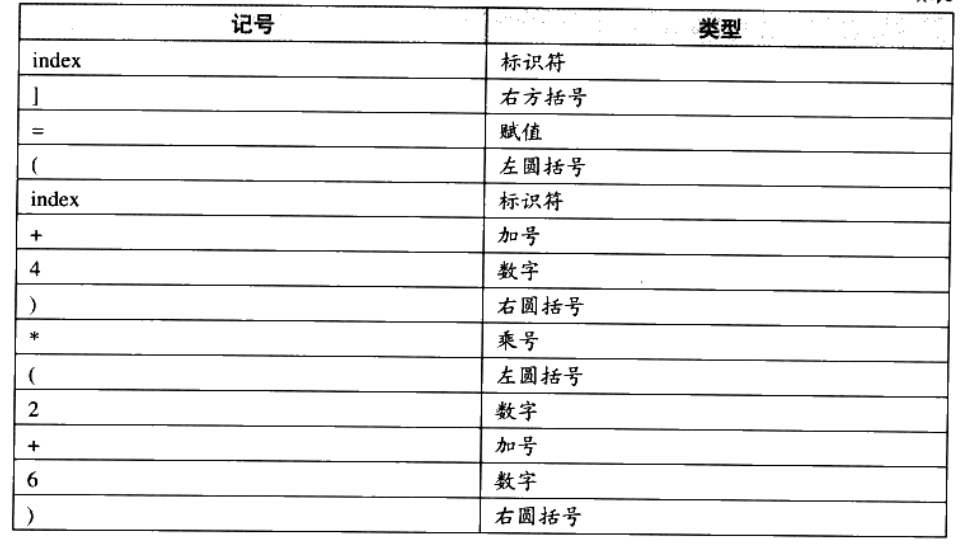 记号 类型
index 标识符
] 右方括号
= 赋值
( 左圆括号
index 标识符
+ 加号
4 数字
) 右圆括号
* 乘号
( 左圆括号
2 数字
+ 加号
6 数字
) 右圆括号